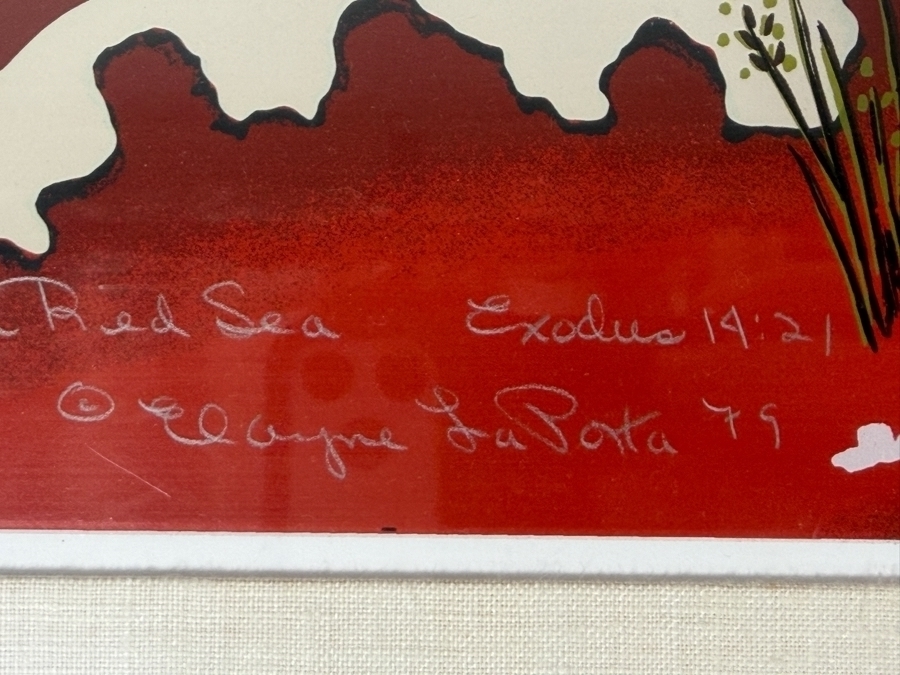 Red Sea Exodus 14:21
© Elayne LaPorta 79